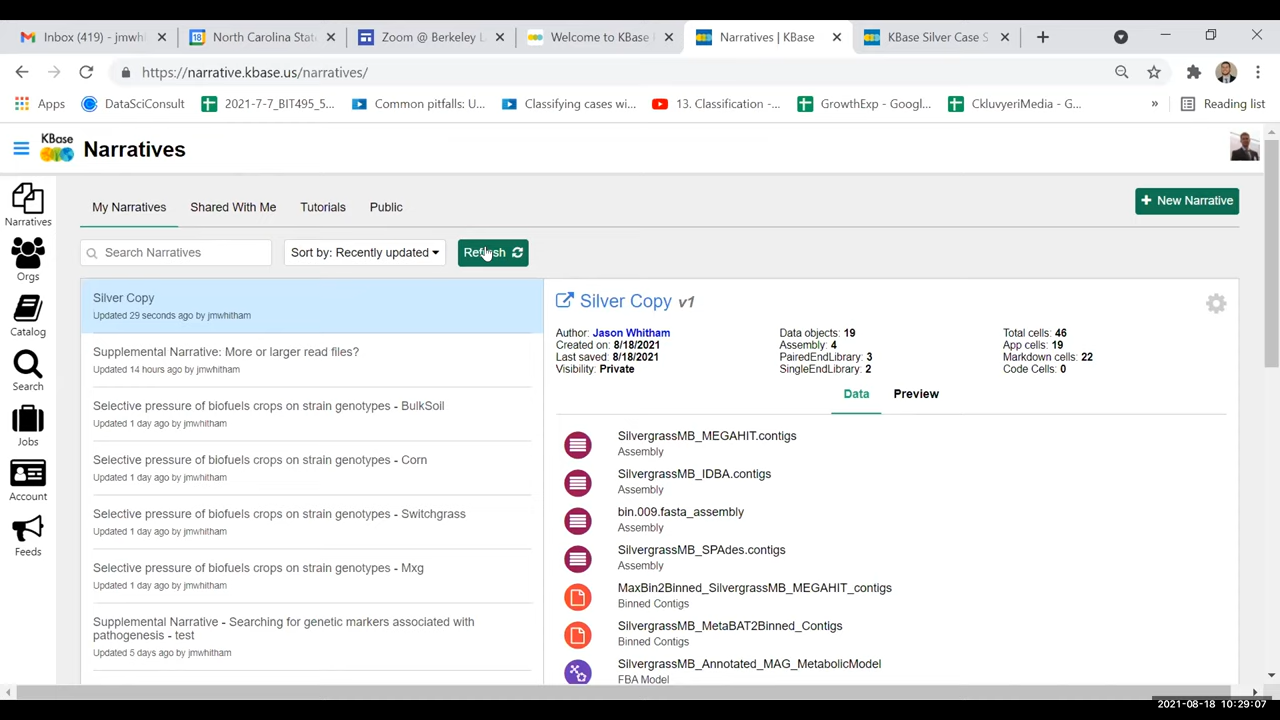 Inbox (419) - jmwh
North Carolina Stat
Zoom @ Berkeley L
Welcome to KBase
Narratives | KBase
KBase Silver Case S
https://narrative.kbase.us/narratives/
Apps
DataSciConsult
2021-7-7_BIT495_5...
Common pitfalls: U...
Classifying cases wi...
13. Classification -...
GrowthExp - Googl...
CkluvyeriMedia - G...
»
Reading list
KBase
Narratives
Narratives
Orgs
Catalog
Search
Jobs
Account
Feeds
My Narratives
Shared With Me
Tutorials
Public
+ New Narrative
Search Narratives
Sort by: Recently updated
Refresh
Silver Copy
Updated 29 seconds ago by jmwhitham
Supplemental Narrative: More or larger read files?
Updated 14 hours ago by jmwhitham
Selective pressure of biofuels crops on strain genotypes - BulkSoil
Updated 1 day ago by jmwhitham
Selective pressure of biofuels crops on strain genotypes - Corn
Updated 1 day ago by jmwhitham
Selective pressure of biofuels crops on strain genotypes - Switchgrass
Updated 1 day ago by jmwhitham
Selective pressure of biofuels crops on strain genotypes - Mxg
Updated 1 day ago by jmwhitham
Supplemental Narrative - Searching for genetic markers associated with
pathogenesis - test
Updated 5 days ago by jmwhitham
Silver Copy v1
Author: Jason Whitham
Created on: 8/18/2021
Last saved: 8/18/2021
Visibility: Private
Data objects: 19
Assembly: 4
PairedEndLibrary: 3
SingleEndLibrary: 2
Total cells: 46
App cells: 19
Markdown cells: 22
Code Cells: 0
Data
Preview
SilvergrassMB_MEGAHIT.contigs
Assembly
SilvergrassMB_IDBA.contigs
Assembly
bin.009.fasta_assembly
Assembly
SilvergrassMB_SPAdes.contigs
Assembly
MaxBin2Binned_SilvergrassMB_MEGAHIT_contigs
Binned Contigs
SilvergrassMB_MetaBAT2Binned_Contigs
Binned Contigs
SilvergrassMB_Annotated_MAG_MetabolicModel
FBA Model
2021-08-18 10:29:07